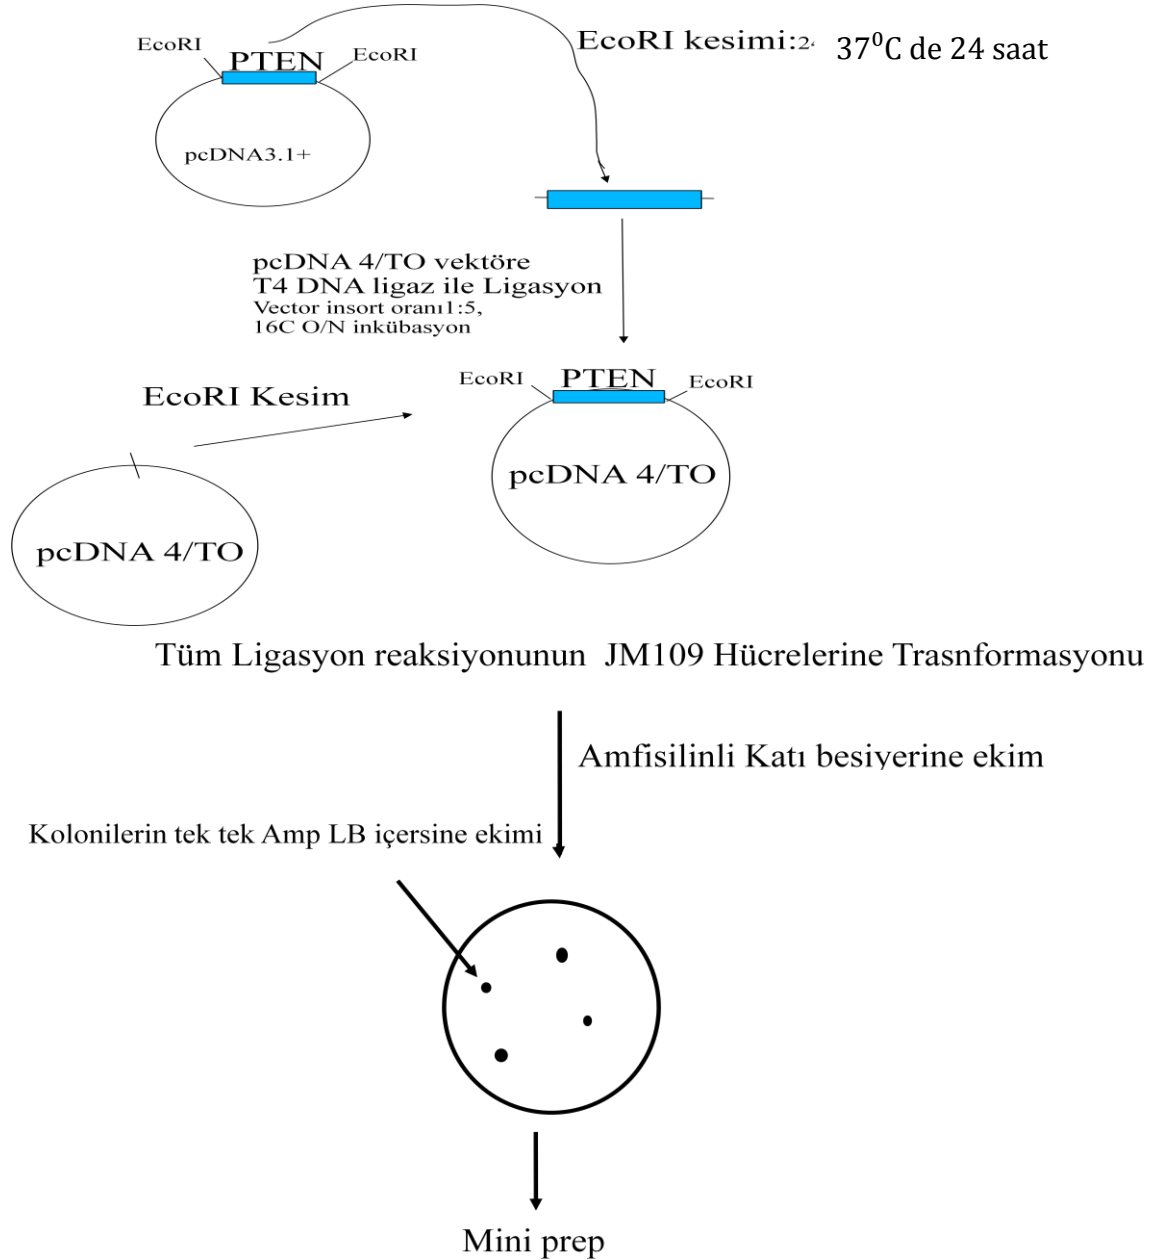 EcoRI
PTEN
EcoRI
EcoRI kesimi:24
37⁰C de 24 saat
pcDNA3.1+
pcDNA 4/TO vektöre
T4 DNA ligaz ile Ligasyon
Vector insort oranı1:5,
16C O/N inkübasyon
EcoRI
PTEN
EcoRI
EcoRI Kesim
pcDNA 4/TO
pcDNA 4/TO
Tüm Ligasyon reaksiyonunun JM109 Hücrelerine Trasnformasyonu
Amfisilinli Katı besiyerine ekim
Kolonilerin tek tek Amp LB içersine ekimi
Mini prep